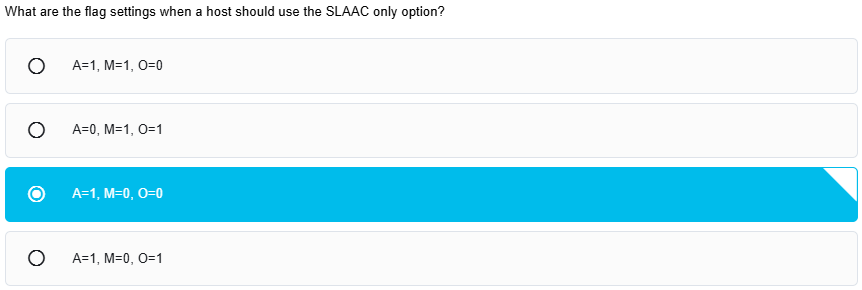 What are the flag settings when a host should use the SLAAC only option?
A=1, M=1, O=0
A=0, M=1, O=1
A=1, M=0, O=0
A=1, M=0, O=1